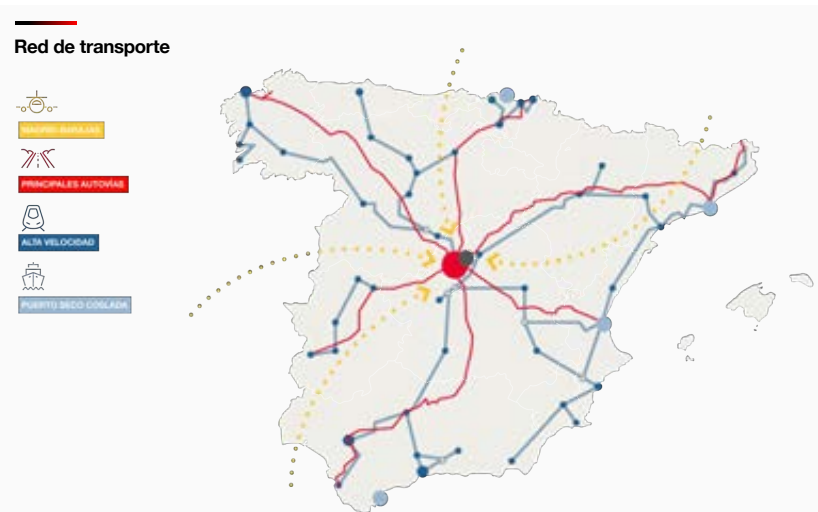 Red de transporte
MADRID-BARAJAS
PRINCIPALES AUTOVÍAS
ALTA VELOCIDAD
PUERTO SECO COSLADA